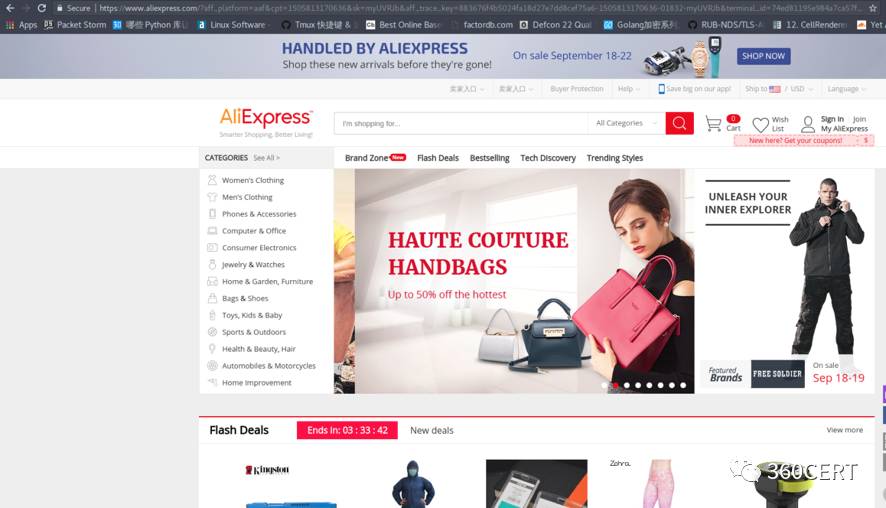 Secure | https://www.aliexpress.com/?aff_platform=aaf&cpt=1505813170636&sk=myUVRJb&aff_trace_key=883676f4b5024fa18d27e7dd8cef75a6-1505813170636-01832-myUVRJb&terminal_id=74ed81195e984a7ca57f...
Apps Packet Storm 哪些 Python 库 Linux Software Tmux 快捷键 & Best Online Base factordb.com Defcon 22 Qual Golang加密系列 RUB-NDS/TLS-A 12. CellRenderer Yet
HANDLED BY ALIEXPRESS
Shop these new arrivals before they're gone!
On sale September 18-22
SHOP NOW
卖家入口 卖家入口 Buyer Protection Help Save big on our app! Ship to / USD Language
AliExpress™
Smarter Shopping, Better Living!
I'm shopping for... All Categories
0
Cart
Wish
List
Sign in Join
My AliExpress
New here? Get your coupons! - $
CATEGORIES See All > Brand Zone New Flash Deals Bestselling Tech Discovery Trending Styles
Women's Clothing
Men's Clothing
Phones & Accessories
Computer & Office
Consumer Electronics
Jewelry & Watches
Home & Garden, Furniture
Bags & Shoes
Toys, Kids & Baby
Sports & Outdoors
Health & Beauty, Hair
Automobiles & Motorcycles
Home Improvement
HAUTE COUTURE
HANDBAGS
Up to 50% off the hottest
UNLEASH YOUR
INNER EXPLORER
Featured
Brands
FREE SOLDIER
On sale
Sep 18-19
Flash Deals Ends in: 03 : 33 : 42 New deals View more
Kingston
Zohra
360CERT